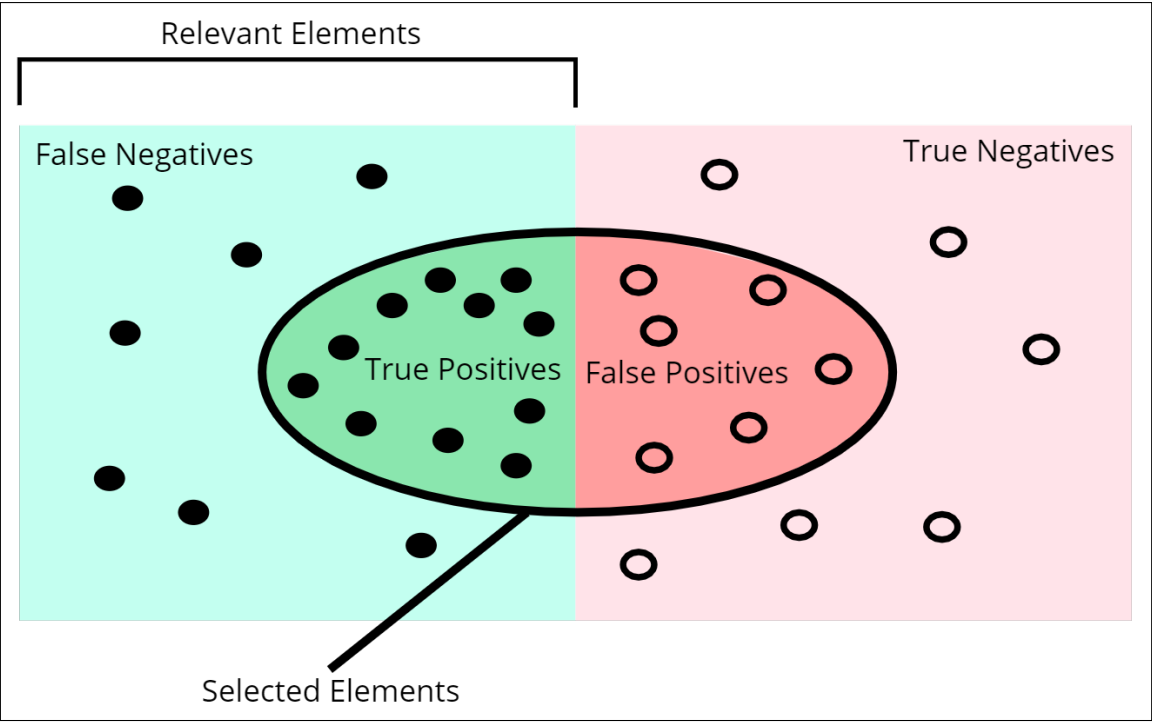 Relevant Elements
False Negatives
True Negatives
True Positives
False Positives
Selected Elements